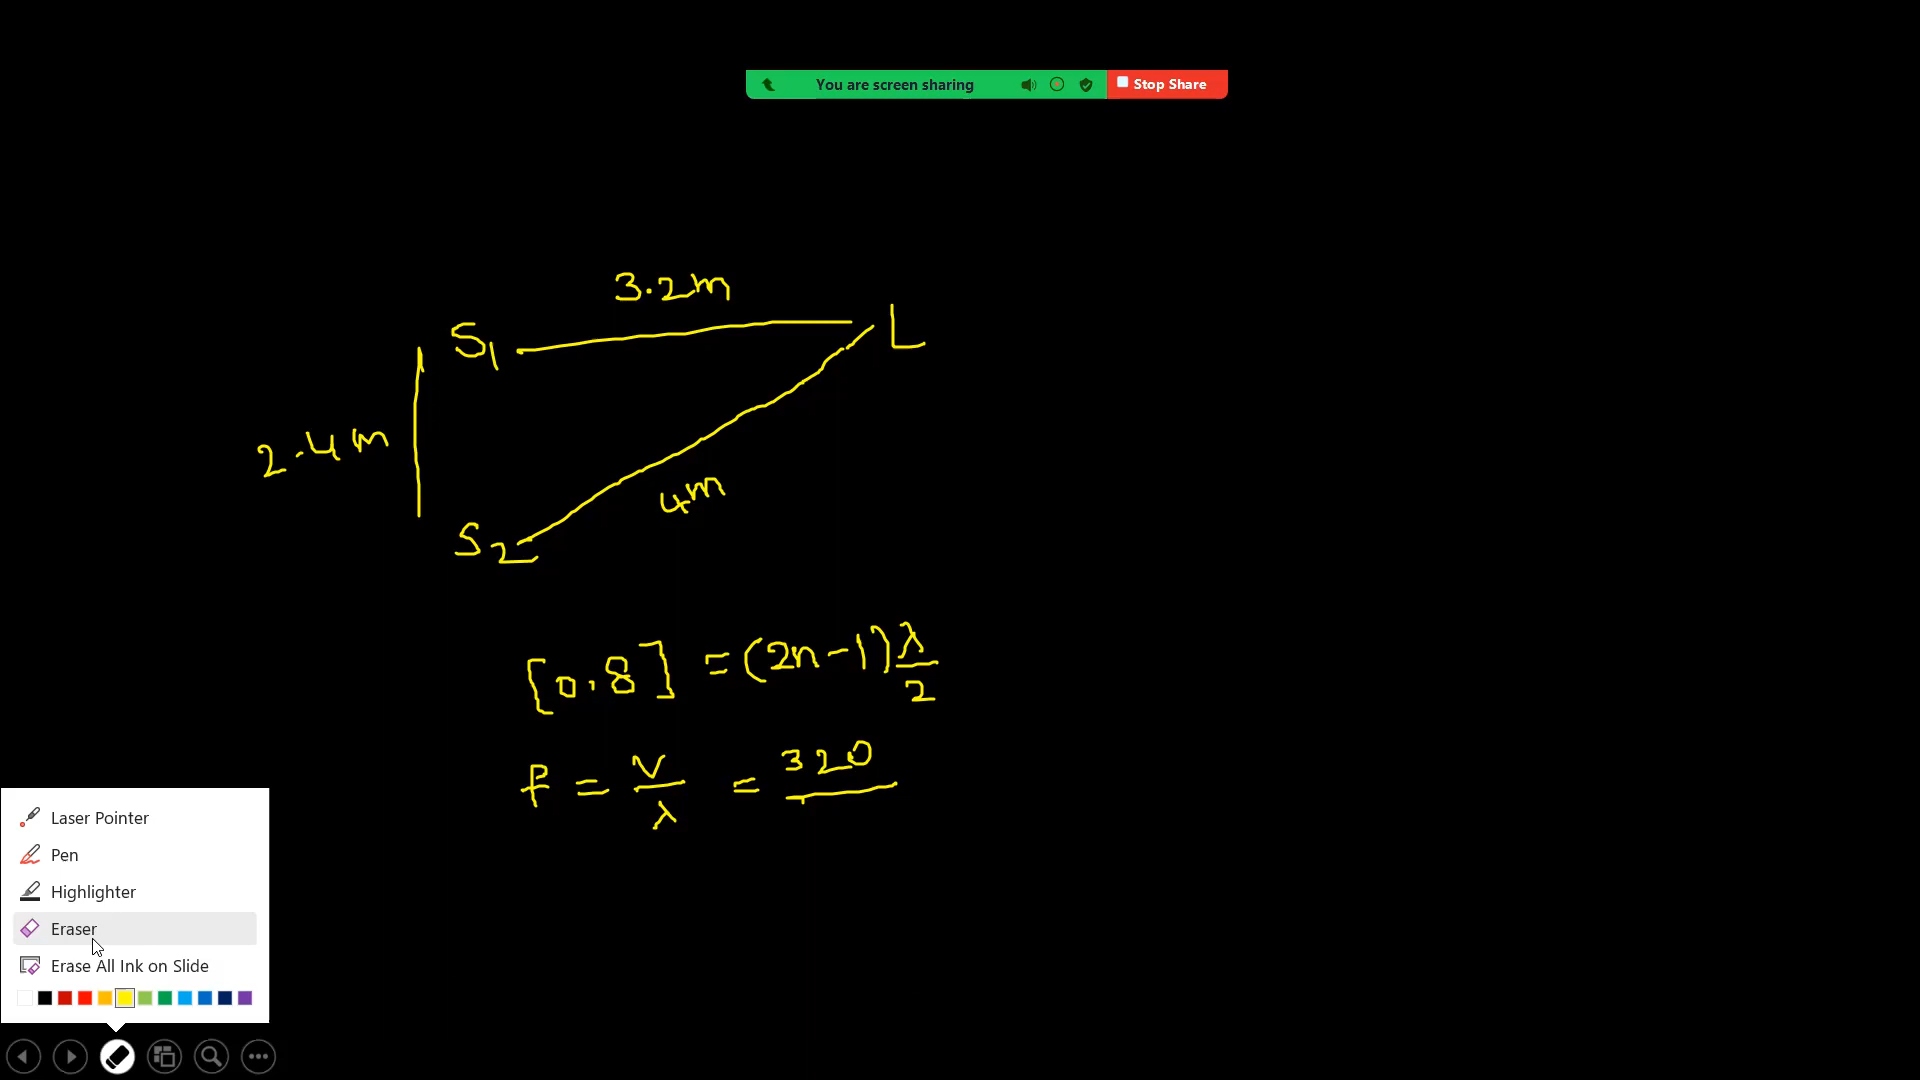 You are screen sharing
Stop Share
3.2m
S1
L
2.4m
4m
S2
[0.8] = (2n-1)λ/2
f = v/λ = 320
Laser Pointer
Pen
Highlighter
Eraser
Erase All Ink on Slide